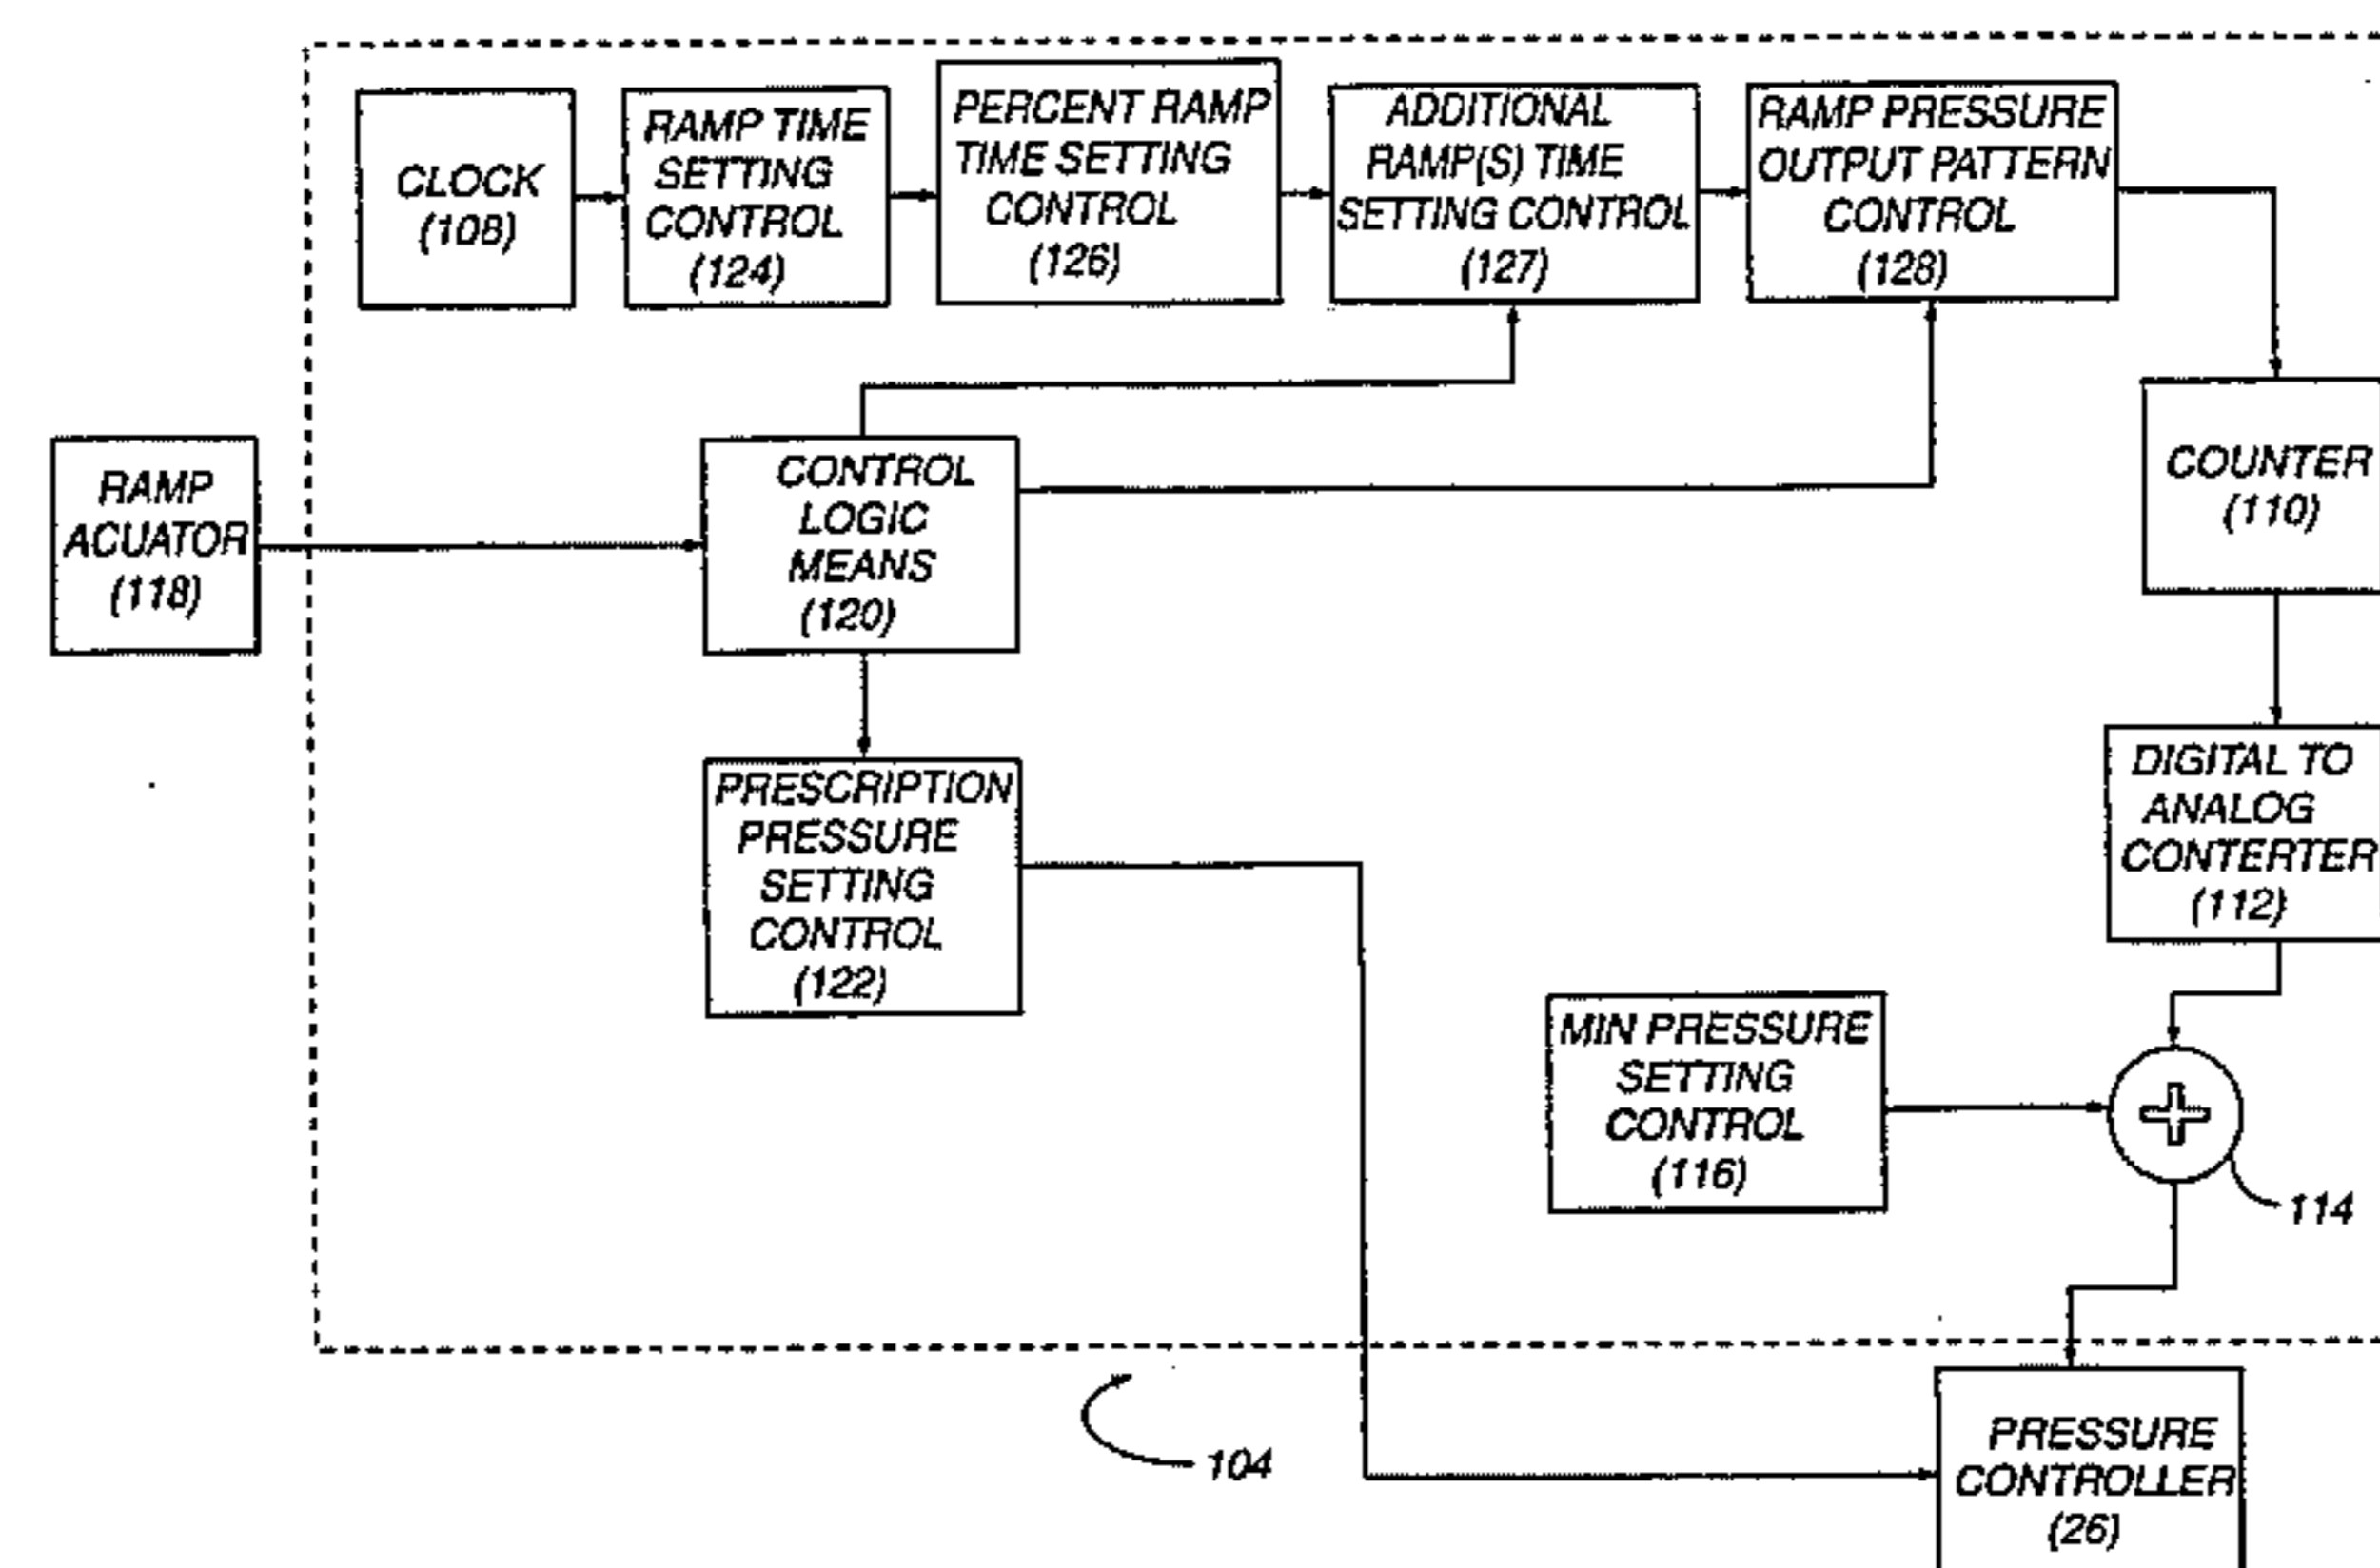 CLOCK
(108)
RAMP TIME
SETTING
CONTROL
(124)
PERCENT RAMP
TIME SETTING
CONTROL
(126)
ADDITIONAL
RAMP(S) TIME
SETTING CONTROL
(127)
RAMP PRESSURE
OUTPUT PATTERN
CONTROL
(128)
RAMP
ACUATOR
(118)
CONTROL
LOGIC
MEANS
(120)
COUNTER
(110)
PRESCRIPTION
PRESSURE
SETTING
CONTROL
(122)
DIGITAL TO
ANALOG
CONTERTER
(112)
MIN PRESSURE
SETTING
CONTROL
(116)
114
104
PRESSURE
CONTROLLER
(26)